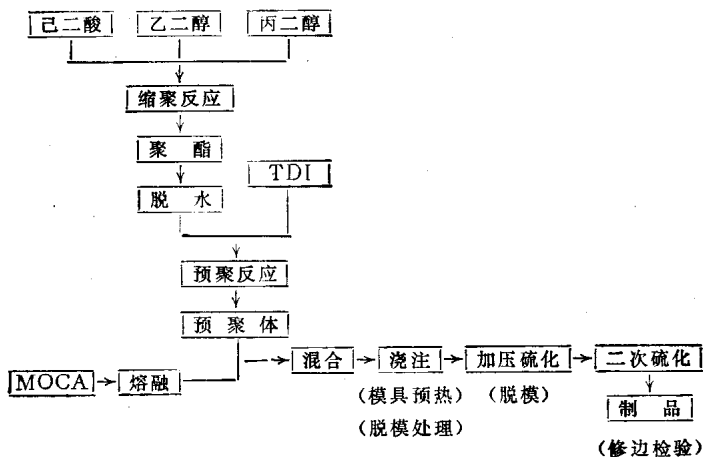 己二酸 乙二醇 丙二醇
缩聚反应
聚酯
TDI
脱水
预聚反应
预聚体
混合 浇注 加压硫化 二次硫化
MOCA 熔融
(模具预热) (脱模) 制品
(脱模处理)
(修边检验)